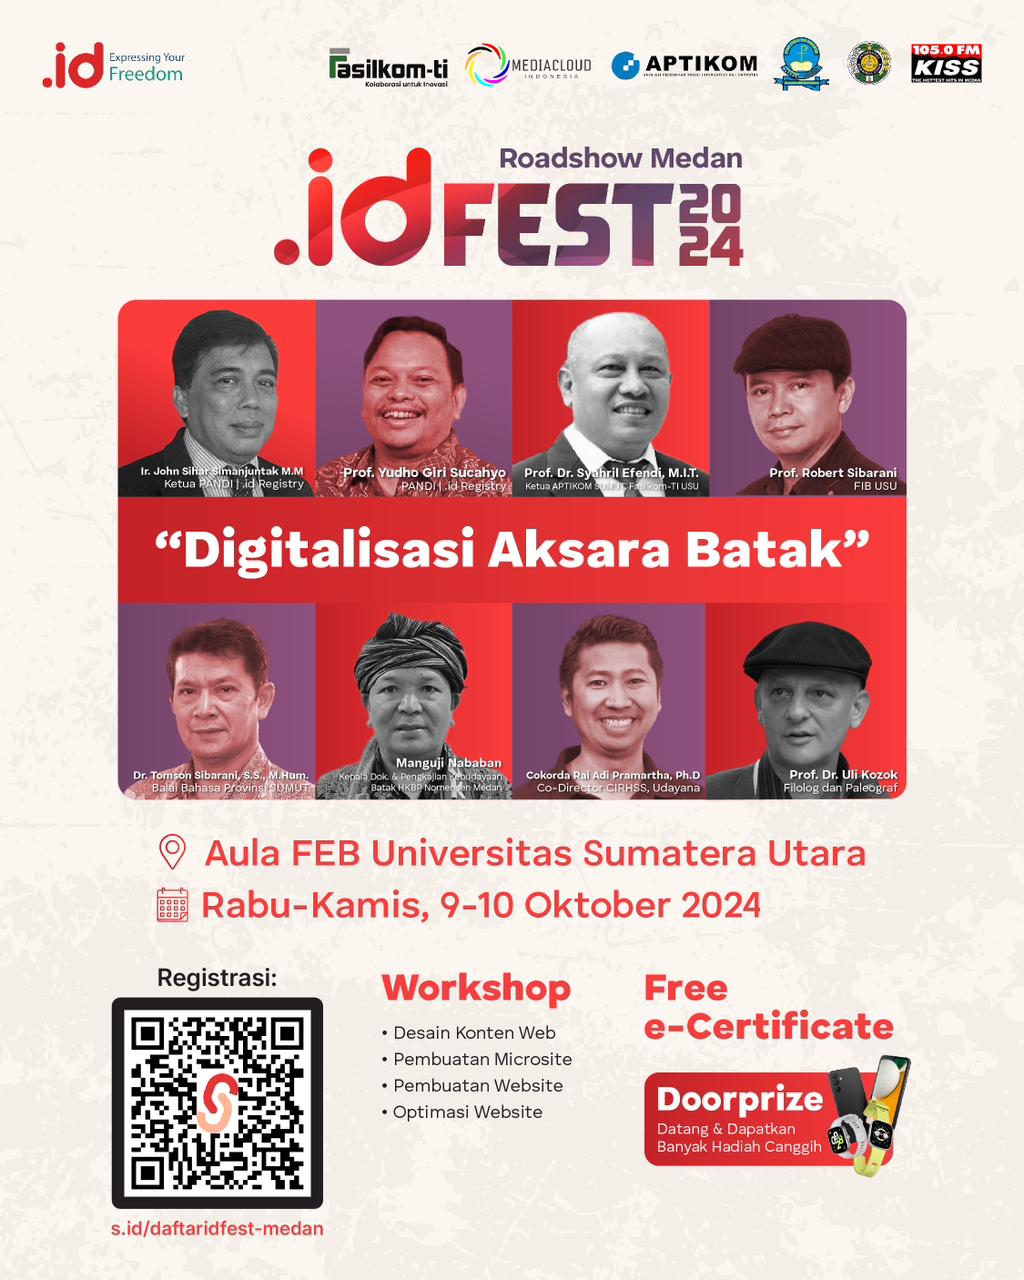 .id Expressing Your
Freedom
Fasilkom-ti
Kolaborasi untuk Inovasi
MEDIACLOUD
INDONESIA
APTIKOM
105.0 FM
KISS
THE HOTTEST HITS IN MEDAN
Roadshow Medan
.id FEST 2024
Ir. John Sihar Simanjuntak M.M
Ketua PANDI | .id Registry
Prof. Yudho Giri Sucahyo
PANDI | .id Registry
Prof. Dr. Syahril Efendi, M.I.T.
Ketua APTIKOM SUMUT, Fasilkom-TI USU
Prof. Robert Sibarani
FIB USU
“Digitalisasi Aksara Batak”
Dr. Tomson Sibarani, S.S., M.Hum.
Balai Bahasa Provinsi SUMUT
Manguji Nababan
Kepala Dok. & Pengkajian Kebudayaan
Batak HKBP Nomensen Medan
Cokorda Rai Adi Pramartha, Ph.D
Co-Director CIRHSS, Udayana
Prof. Dr. Uli Kozok
Filolog dan Paleograf
Aula FEB Universitas Sumatera Utara
Rabu-Kamis, 9-10 Oktober 2024
Registrasi:
s.id/daftaridfest-medan
Workshop
• Desain Konten Web
• Pembuatan Microsite
• Pembuatan Website
• Optimasi Website
Free
e-Certificate
Doorprize
Datang & Dapatkan
Banyak Hadiah Canggih